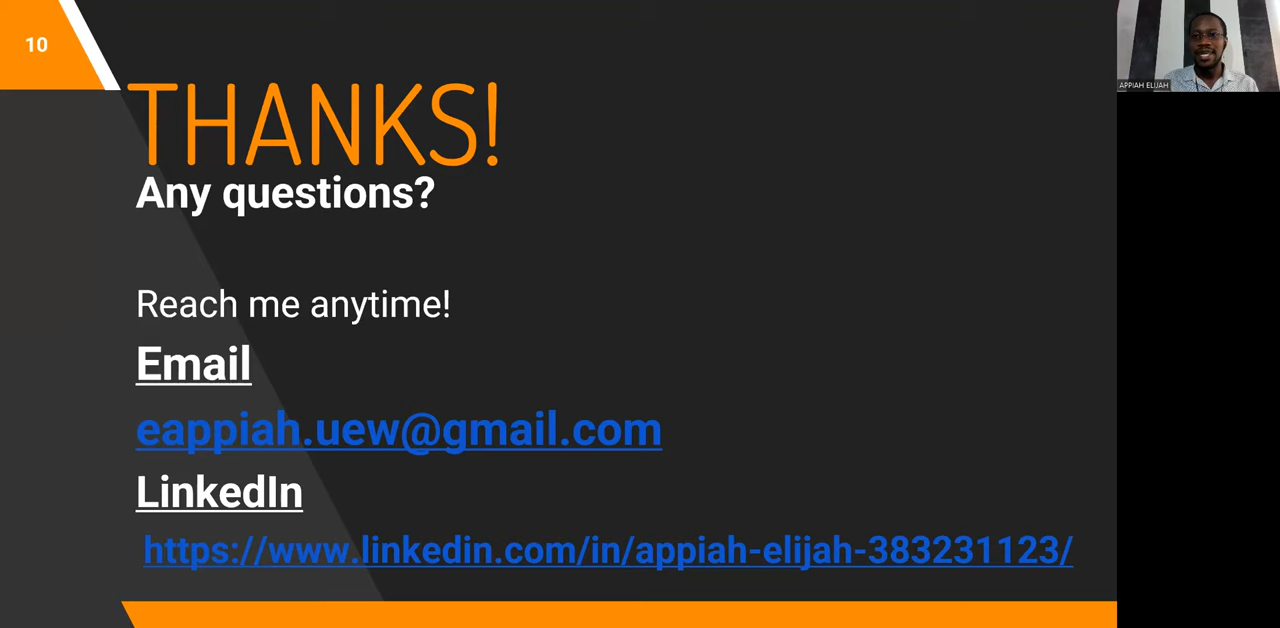 10
THANKS!
Any questions?
Reach me anytime!
Email
eappiah.uew@gmail.com
LinkedIn
https://www.linkedin.com/in/appiah-elijah-383231123/
APPIAH ELIJAH